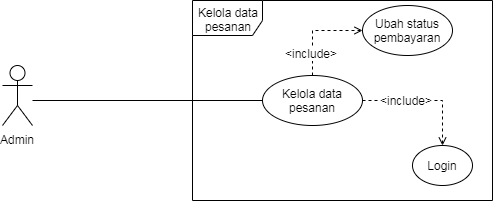 Kelola data
pesanan
Ubah status
pembayaran
<include>
Kelola data
pesanan
<include>
Admin
Login